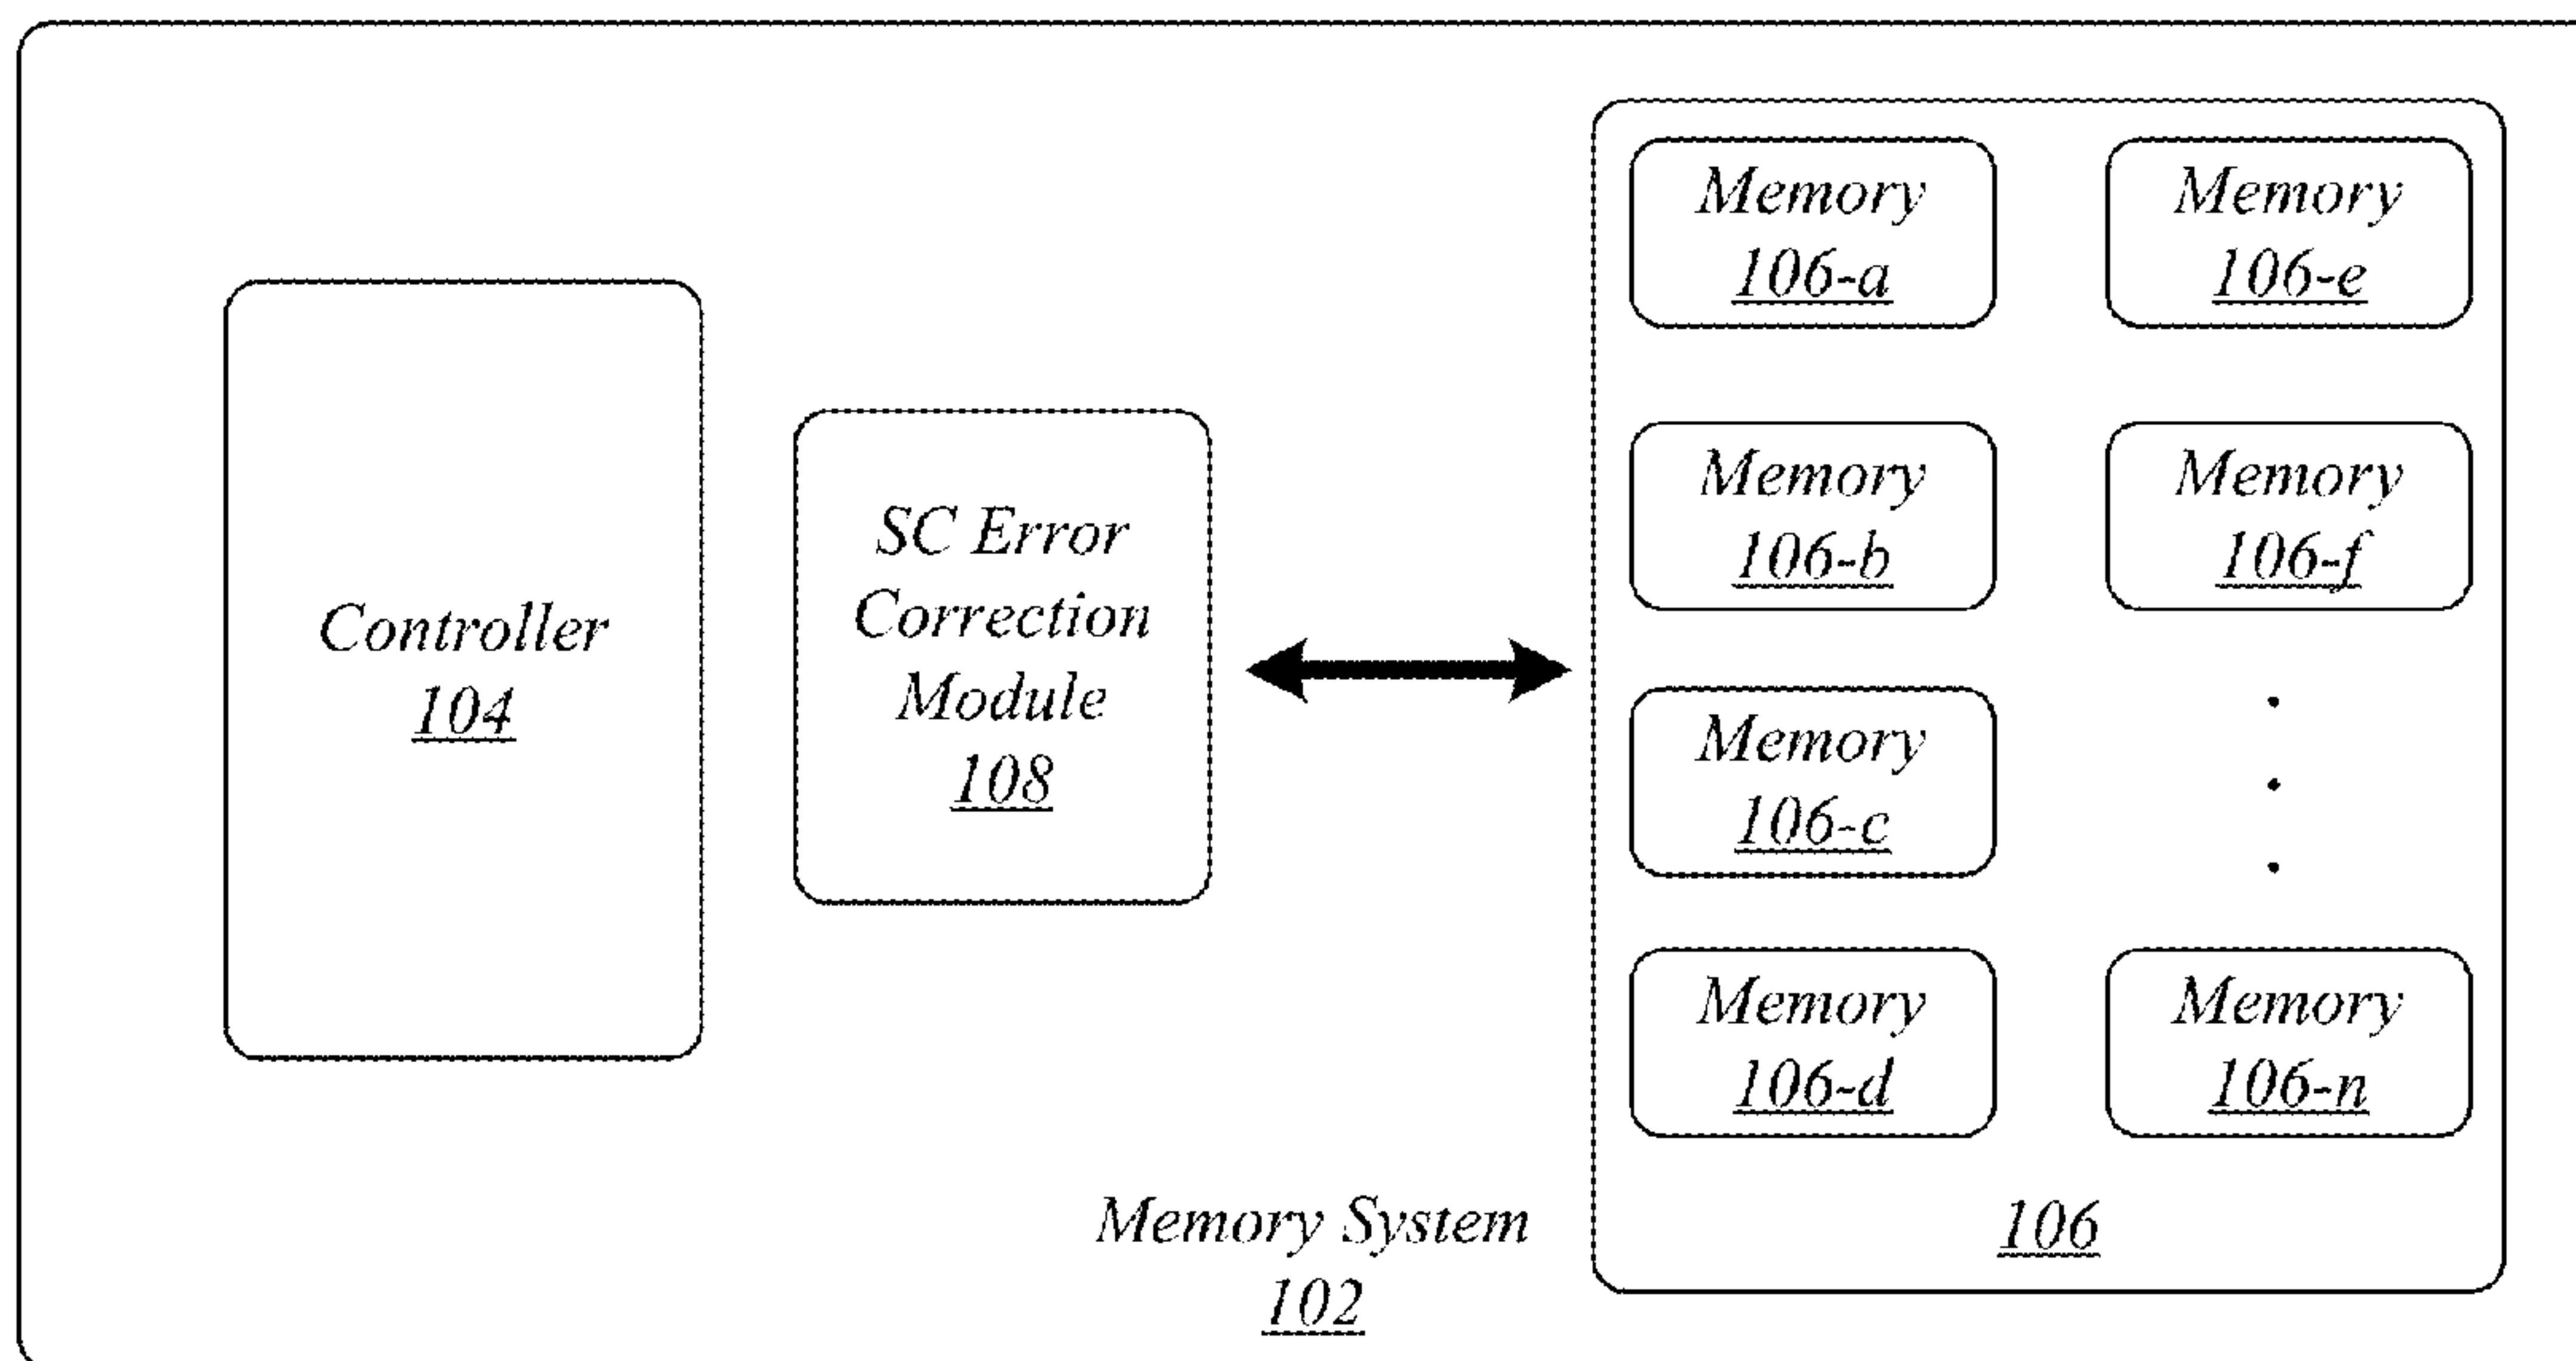 Controller
104
SC Error
Correction
Module
108
Memory
106-a
Memory
106-e
Memory
106-b
Memory
106-f
Memory
106-c
Memory
106-d
Memory
106-n
106
Memory System
102